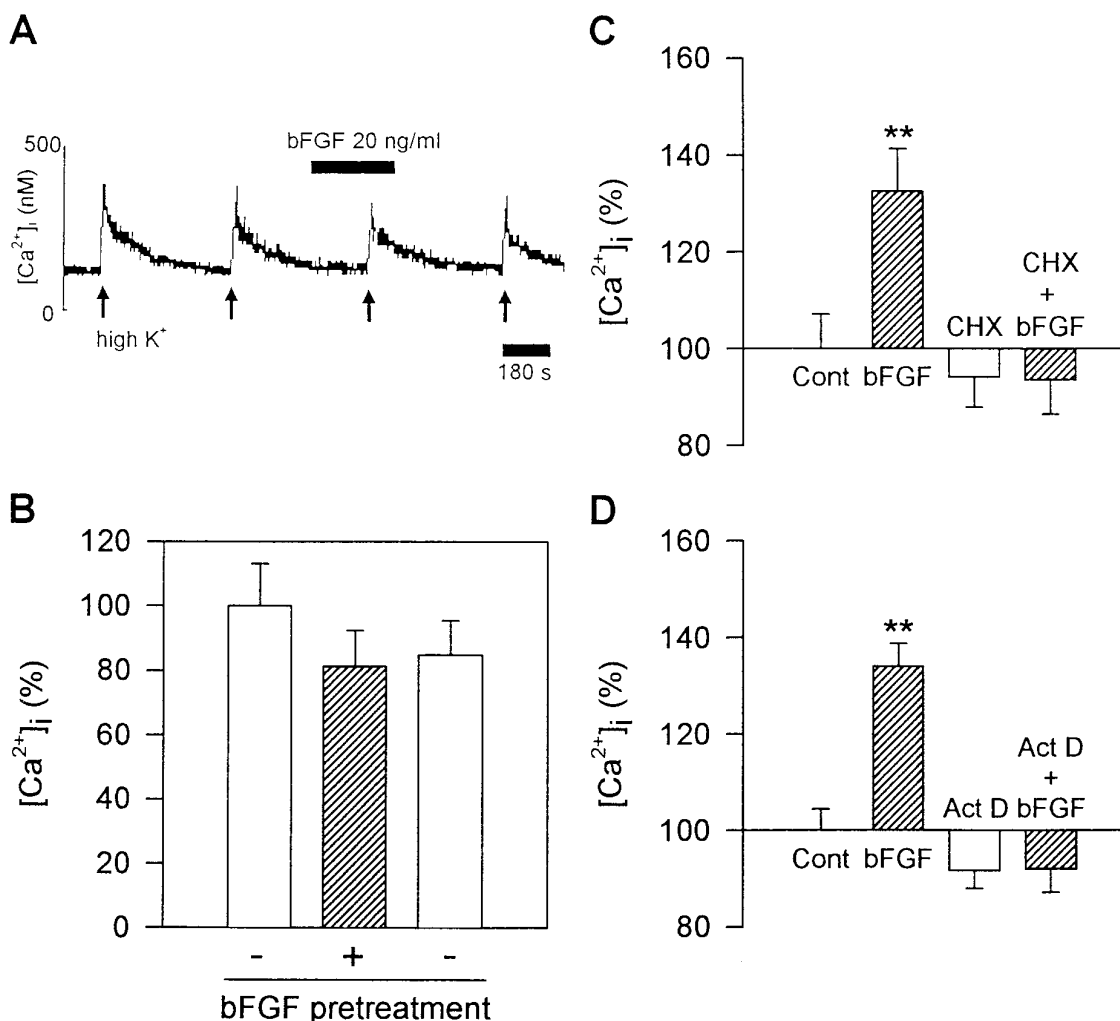 A
500
[Ca2+]i (nM)
0
bFGF 20 ng/ml
high K+
180 s
B
120
100
80
60
40
20
0
[Ca2+]i (%)
- + -
bFGF pretreatment
C
160
140
120
100
80
[Ca2+]i (%)
**
Cont bFGF
CHX
CHX
+
bFGF
D
160
140
120
100
80
[Ca2+]i (%)
**
Cont bFGF
Act D
Act D
+
bFGF